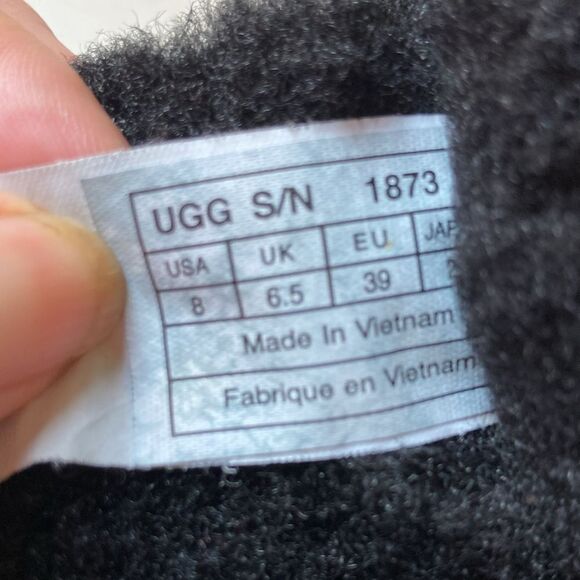 UGG S/N 1873
USA UK EU
8 6.5 39
Made In Vietnam
Fabrique en Vietnam